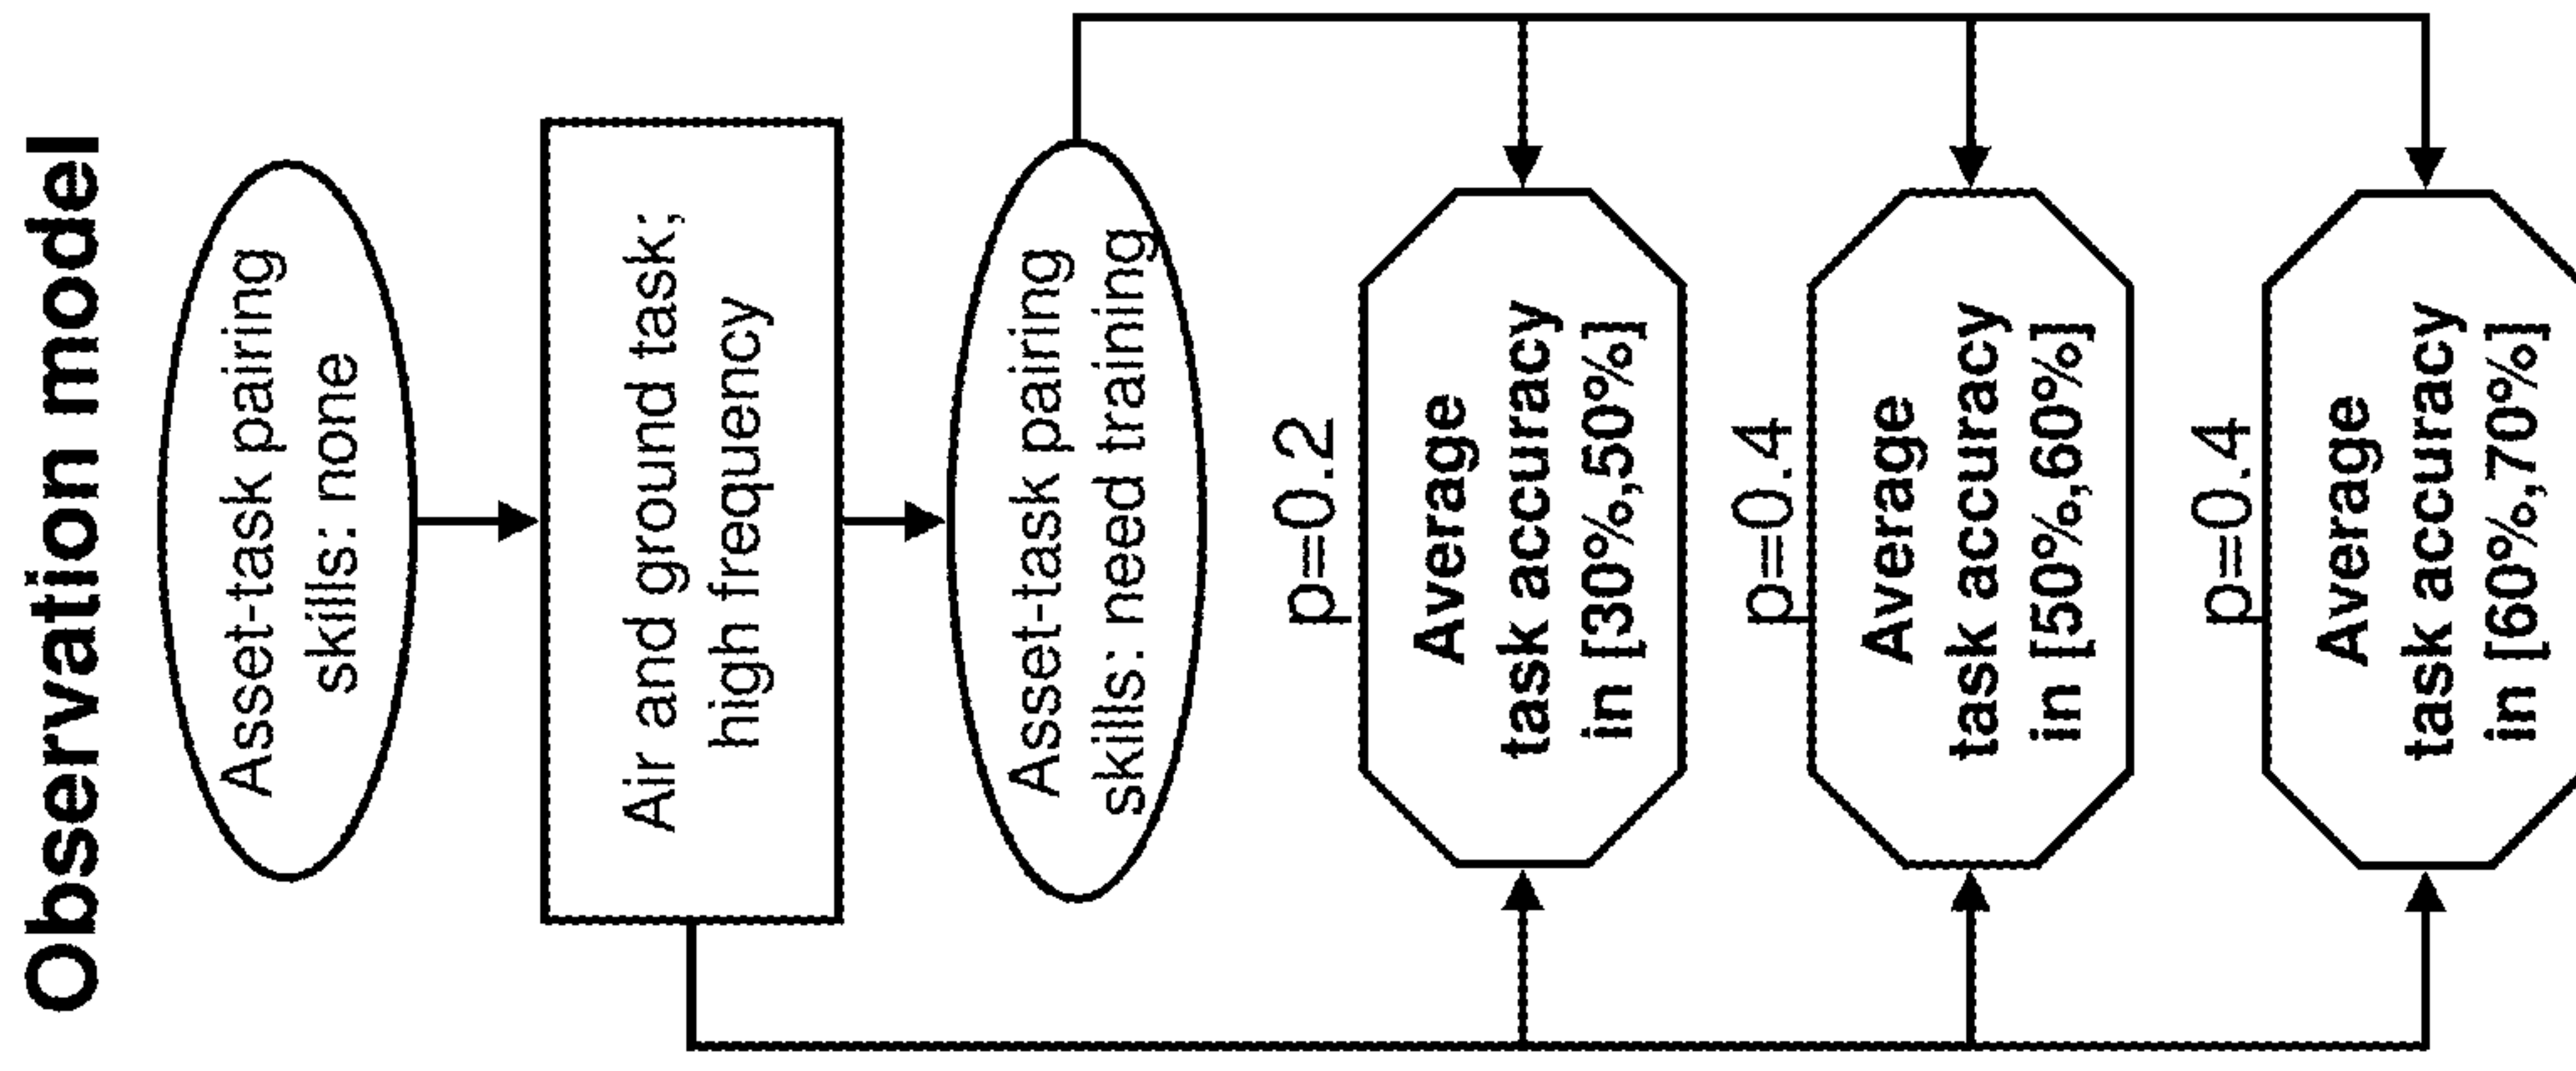 Observation model
Asset-task pairing
skills: none
Air and ground task;
high frequency
Asset-task pairing
skills: need training
p=0.2
Average
task accuracy
in [30%,50%]
p=0.4
Average
task accuracy
in [50%,60%]
p=0.4
Average
task accuracy
in [60%,70%]